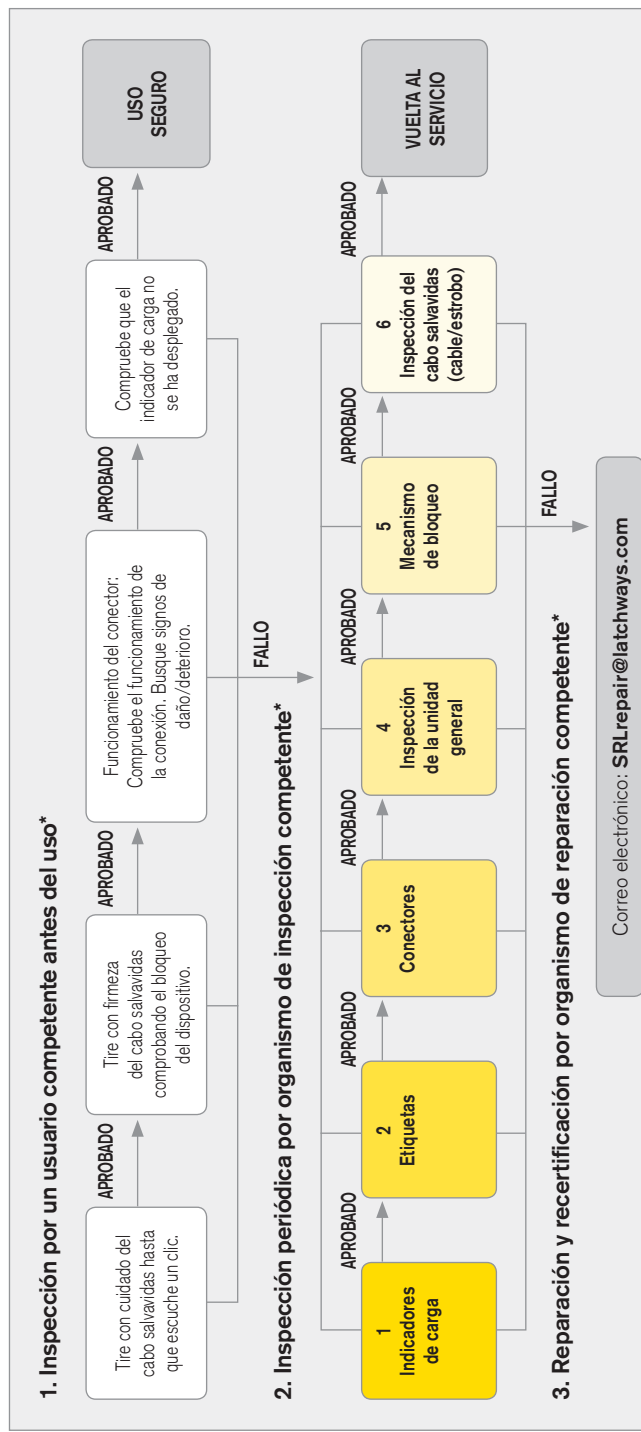 1. Inspección por un usuario competente antes del uso*
Tire con cuidado del
cabo salvavidas hasta
que escuche un clic.
APROBADO
Tire con firmeza
del cabo salvavidas
comprobando el bloqueo
del dispositivo.
APROBADO
Funcionamiento del conector:
Compruebe el funcionamiento de
la conexión. Busque signos de
daño/deterioro.
APROBADO
Compruebe que el
indicador de carga no
se ha desplegado.
APROBADO
USO
SEGURO
FALLO
2. Inspección periódica por organismo de inspección competente*
1
Indicadores
de carga
APROBADO
2
Etiquetas
APROBADO
3
Conectores
APROBADO
4
Inspección
de la unidad
general
APROBADO
5
Mecanismo
de bloqueo
APROBADO
6
Inspección del
cabo salvavidas
(cable/estrobo)
APROBADO
VUELTA AL
SERVICIO
FALLO
3. Reparación y recertificación por organismo de reparación competente*
Correo electrónico: SRLrepair@latchways.com